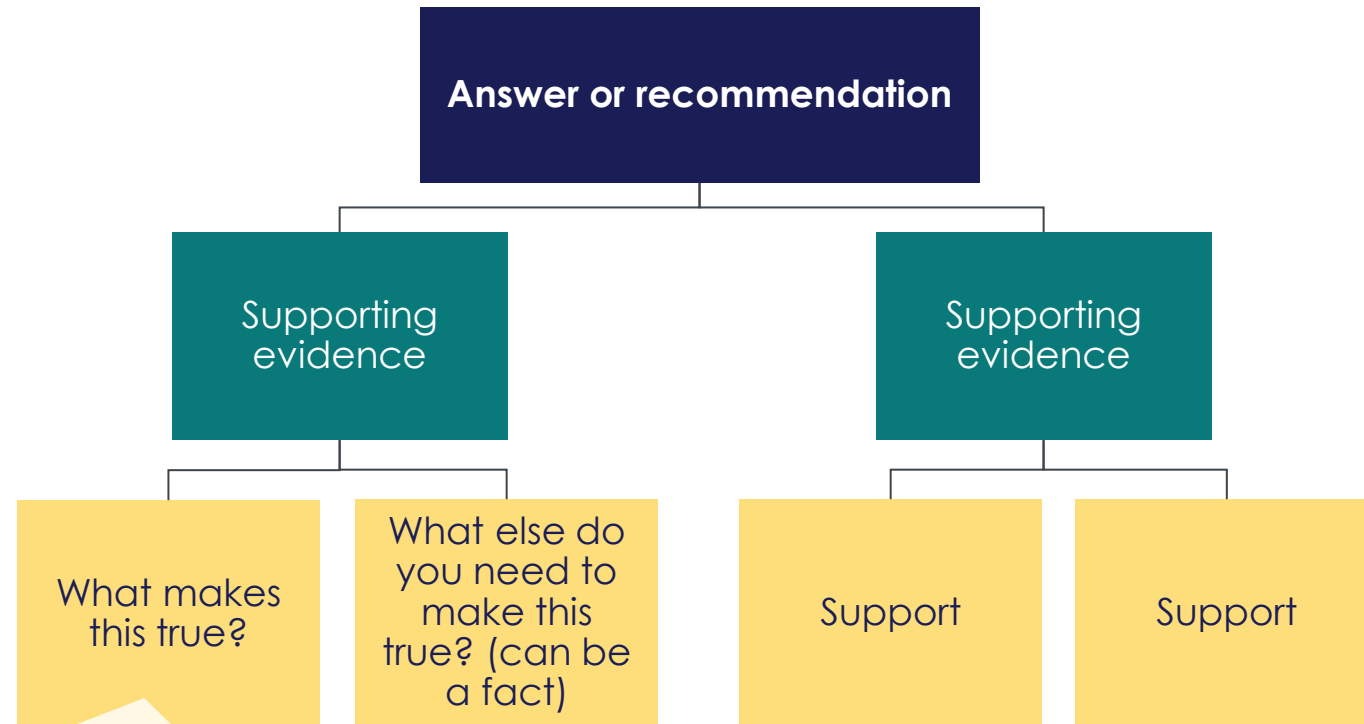 Answer or recommendation
Supporting
evidence
Supporting
evidence
What makes
this true?
What else do
you need to
make this
true? (can be
a fact)
Support
Support